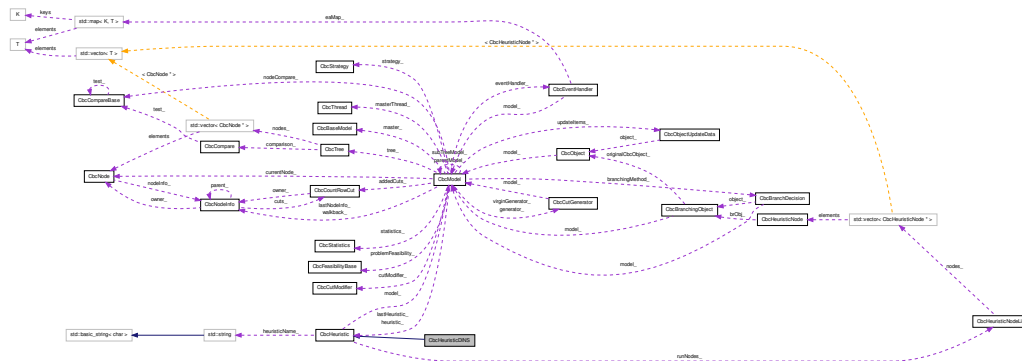 K
keys
std::map< K, T >
eaMap_
elements
T
elements
std::vector< T >
< CbcHeuristicNode * >
< CbcNode * >
CbcStrategy
strategy_
test_
nodeCompare_
CbcCompareBase
eventHandler_
CbcEventHandler
CbcThread
masterThread_
model_
test_
std::vector< CbcNode * >
nodes_
CbcBaseModel
master_
updateItems_
CbcObjectUpdateData
object_
elements
CbcCompare
comparison_
CbcTree
tree_
parentModel_
model_
CbcObject
originalCbcObject_
CbcNode
currentNode_
CbcModel
nodeInfo_
parent_
owner_
CbcCountRowCut
addedCuts_
model_
branchingMethod_
CbcBranchDecision
owner_
CbcNodeInfo
cuts_
lastNodeInfo_
walkback_
virginGenerator_
generator_
CbcCutGenerator
CbcBranchingObject
object_
brObj_
CbcHeuristicNode
elements
std::vector< CbcHeuristicNode * >
statistics_
model_
CbcStatistics
problemFeasibility_
CbcFeasibilityBase
model_
nodes_
cutModifier_
CbcCutModifier
model_
lastHeuristic_
heuristic_
std::basic_string< char >
std::string
heuristicName_
CbcHeuristic
CbcHeuristicDINS
runNodes_